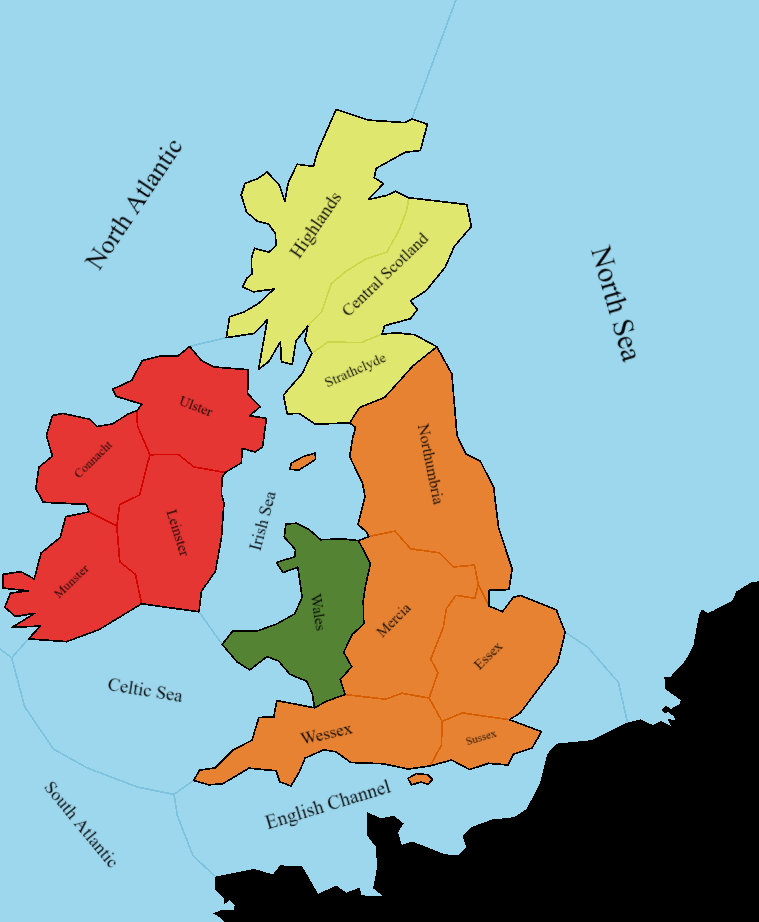 North Atlantic
Highlands
Central Scotland
North Sea
Strathclyde
Ulster
Connacht
Northumbria
Irish Sea
Leinster
Munster
Wales
Mercia
Essex
Celtic Sea
Wessex
Sussex
English Channel
South Atlantic